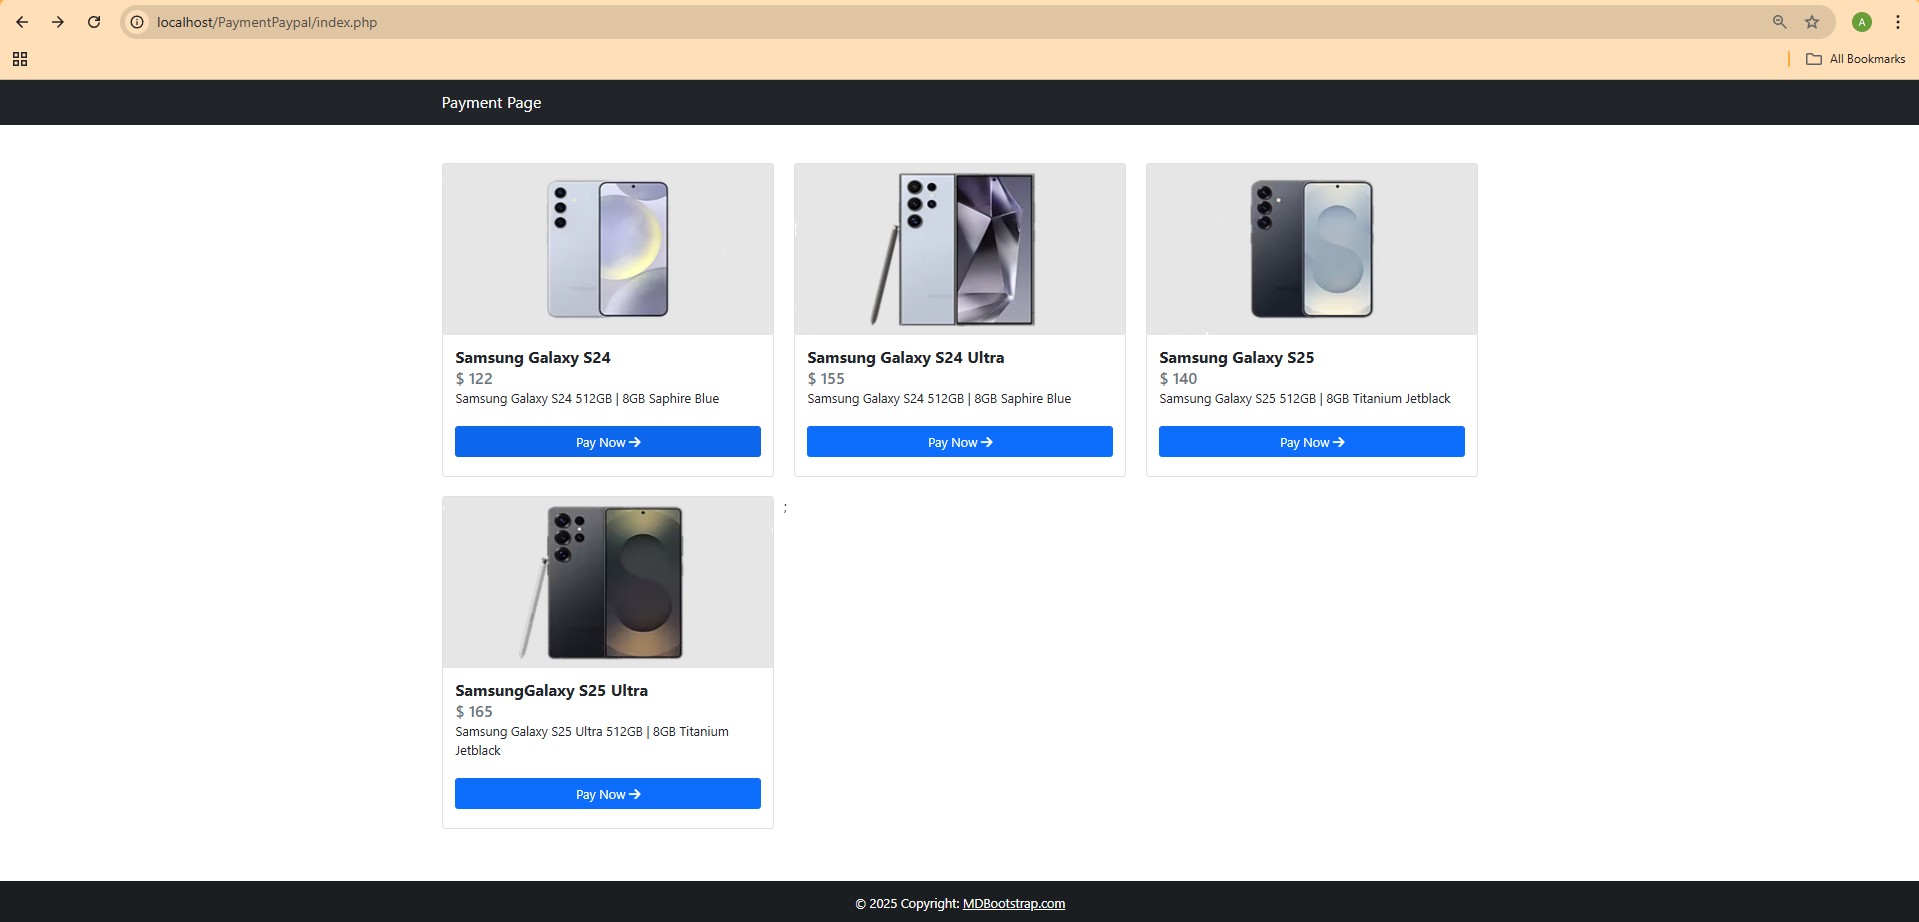 localhost/PaymentPaypal/index.php
A
All Bookmarks
Payment Page
Samsung Galaxy S24
$ 122
Samsung Galaxy S24 512GB | 8GB Saphire Blue
Pay Now
Samsung Galaxy S24 Ultra
$ 155
Samsung Galaxy S24 512GB | 8GB Saphire Blue
Pay Now
Samsung Galaxy S25
$ 140
Samsung Galaxy S25 512GB | 8GB Titanium Jetblack
Pay Now
SamsungGalaxy S25 Ultra
$ 165
Samsung Galaxy S25 Ultra 512GB | 8GB Titanium
Jetblack
Pay Now
;
© 2025 Copyright: MDBootstrap.com